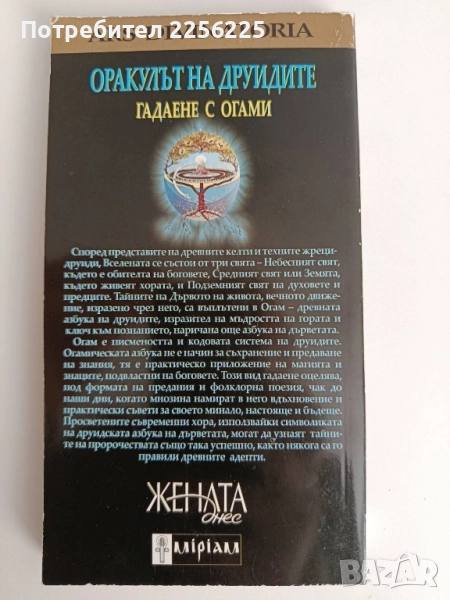 Потребител 2256256
ARS ORIA
ОРАКУЛЪТ НА ДРУИДИТЕ
ГАДАЕНЕ С ОГАМИ
Според представите на древните келти и техните жреци-
друиди, Вселената се състои от три свята – Небесният свят,
където е обителта на боговете, Средният свят или Земята,
където живеят хората, и Подземният свят на духовете и
предците. Тайните на Дървото на живота, вечното движе-
ние, изразено чрез него, са въплътени в Огам – древната
азбука на друидите, изразител на мъдростта на гората и
ключ към познанието, наричана още азбука на дърветата.
Огам е писмеността и кодовата система на друидите.
Огамическата азбука не е начин за съхранение и предаване
на знания, тя е практическо приложение на магията и
знаците, подвластни на боговете. Този вид гадаене оцелява,
под формата на предания и фолклорна поезия, чак до
наши дни, когато мнозина намират в него вдъхновение и
практически съвети за своето минало, настояще и бъдеще.
Просветените съвременни хора, използвайки символиката
на друидската азбука на дърветата, могат да узнаят тайни-
те на пророчествата също така успешно, както някога са го
правили древните адепти.
ЖЕНАТА
днес
міріам
BAZAR